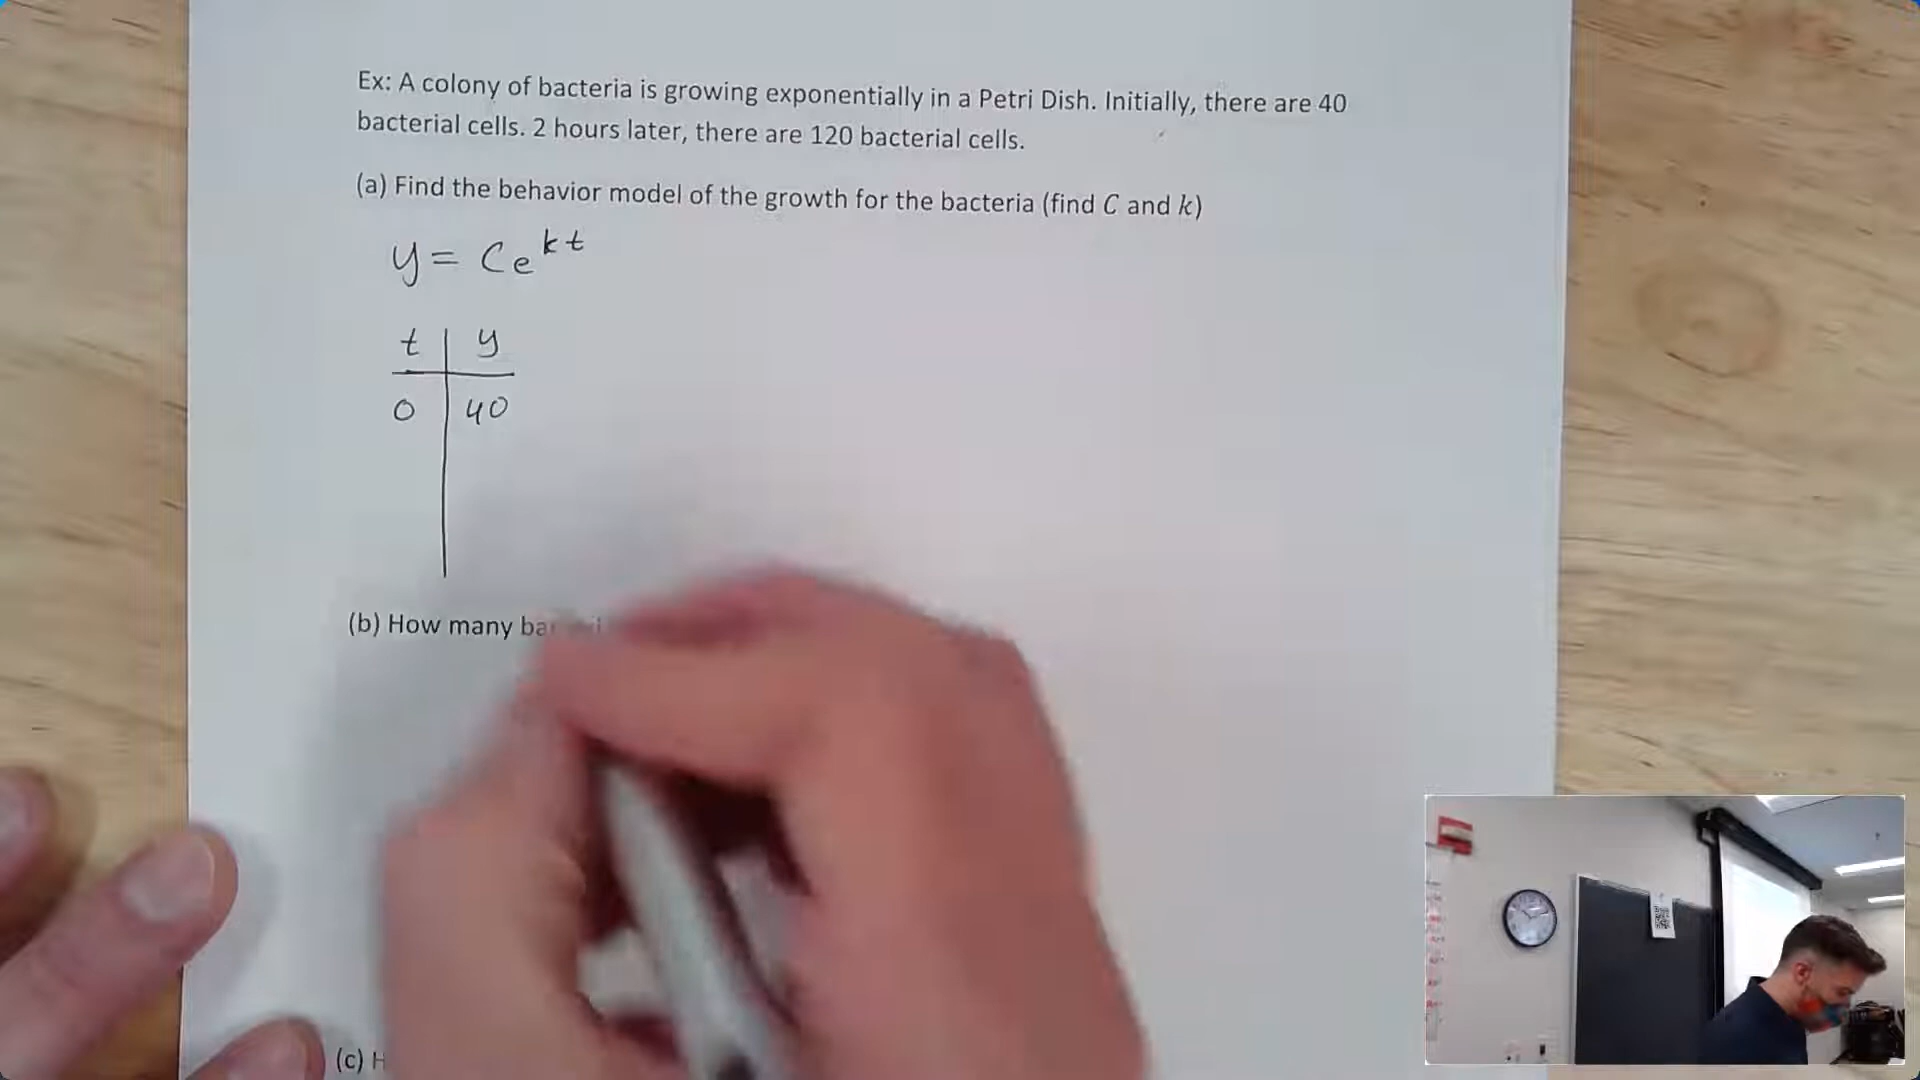 Ex: A colony of bacteria is growing exponentially in a Petri Dish. Initially, there are 40
bacterial cells. 2 hours later, there are 120 bacterial cells.
(a) Find the behavior model of the growth for the bacteria (find C and k)
y = Ce^{kt}
t | y
0 | 40
(b) How many
(c)